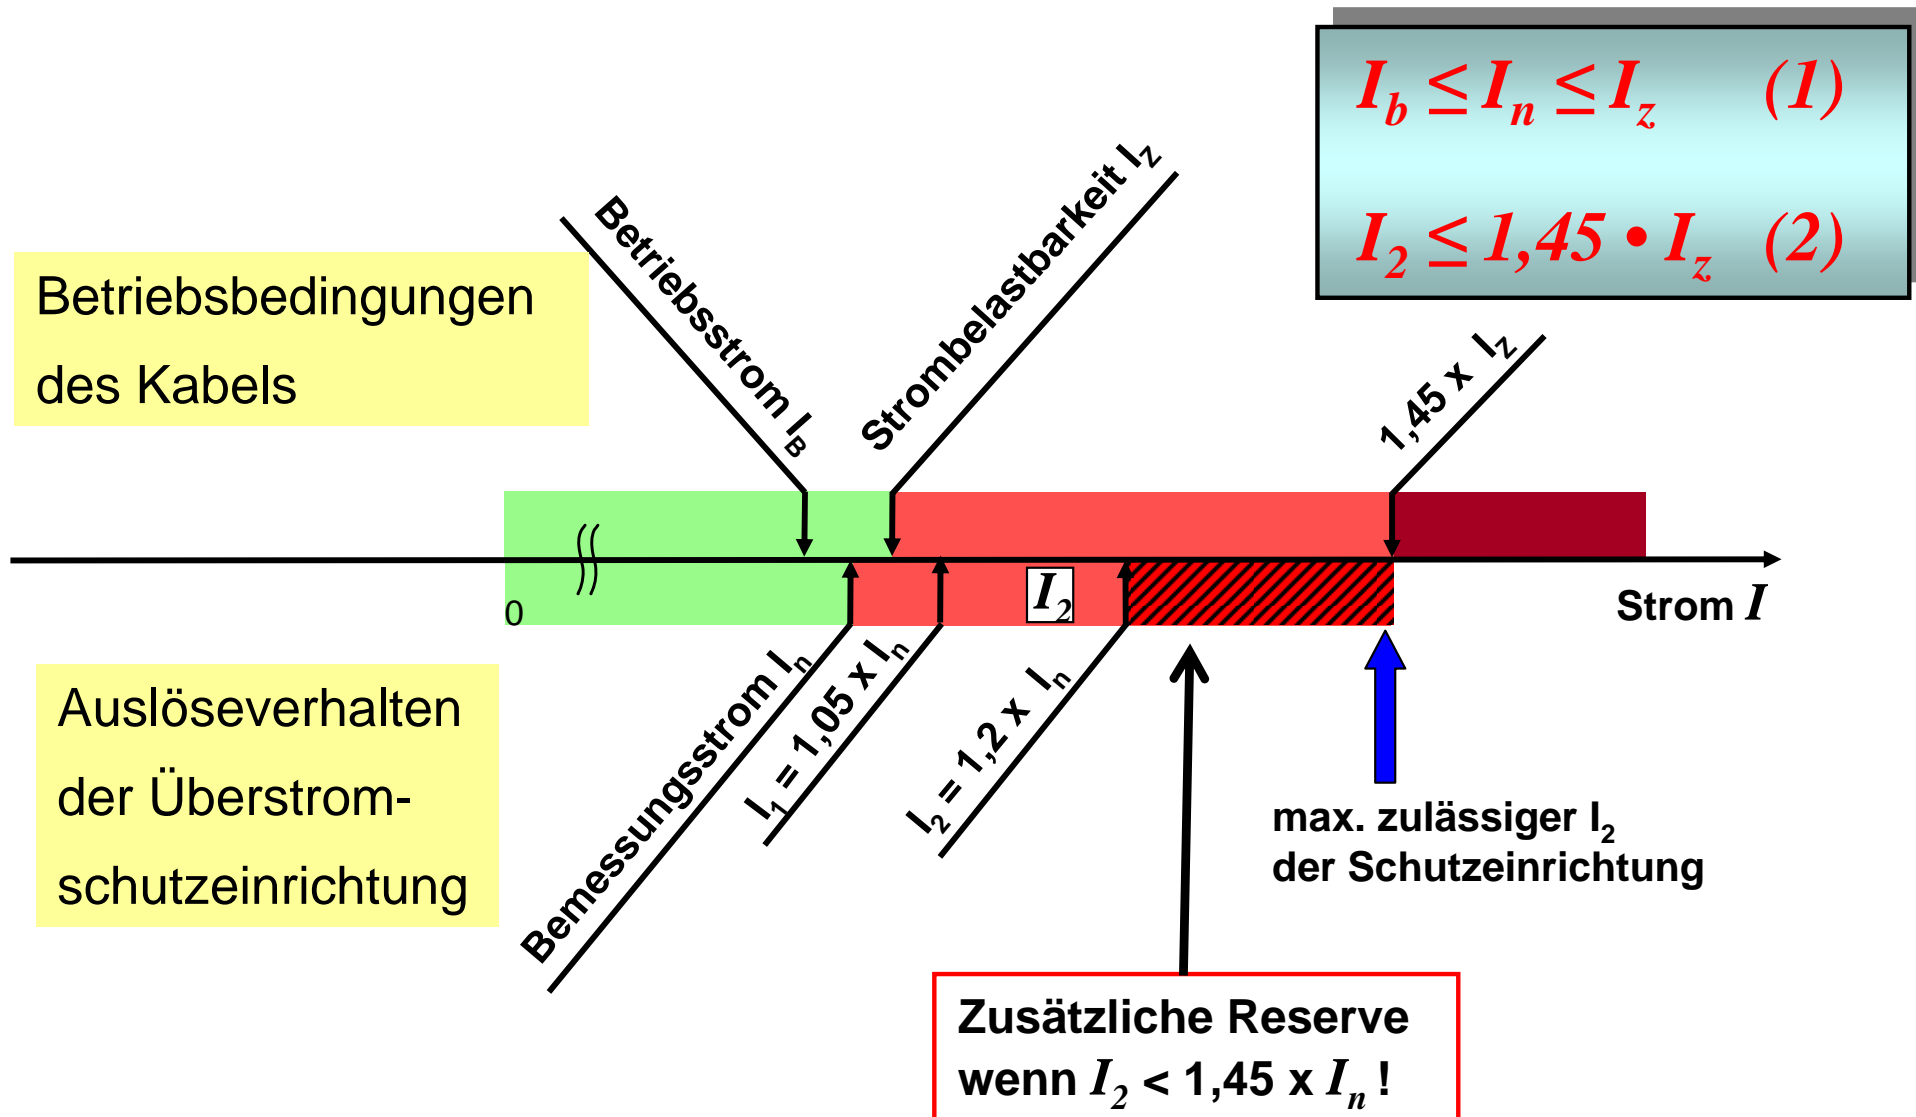 I_b ≤ I_n ≤ I_z (1)
I_2 ≤ 1,45 • I_z (2)
Betriebsbedingungen
des Kabels
Betriebsstrom I_B
Strombelastbarkeit I_Z
1,45 x I_Z
0
I_2
Strom I
Auslöseverhalten
der Überstrom-
schutzeinrichtung
Bemessungsstrom I_n
I_1 = 1,05 x I_n
I_2 = 1,2 x I_n
max. zulässiger I_2
der Schutzeinrichtung
Zusätzliche Reserve
wenn I_2 < 1,45 x I_n !